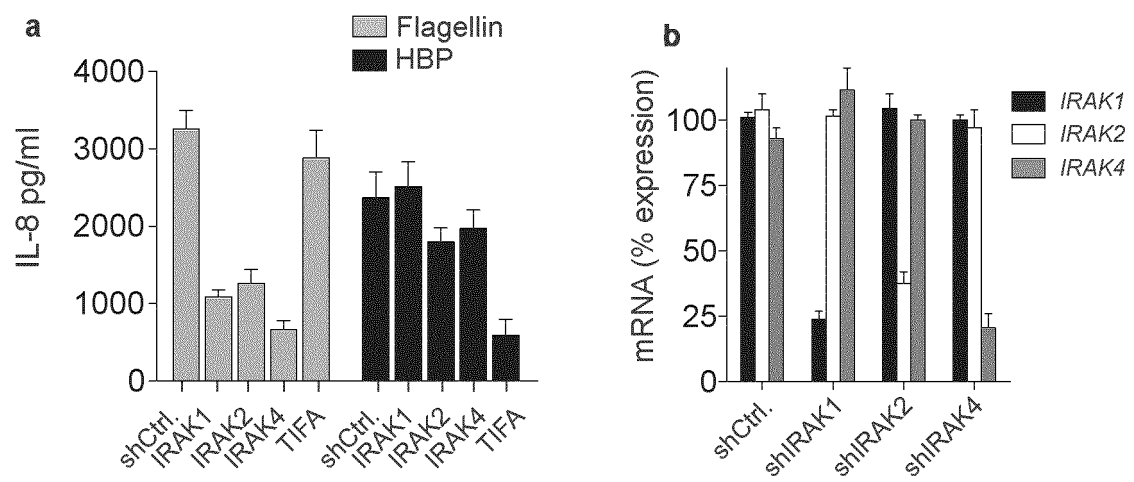 a
Flagellin
HBP
IL-8 pg/ml
4000
3000
2000
1000
0
shCtrl.
IRAK1
IRAK2
IRAK4
TIFA
shCtrl.
IRAK1
IRAK2
IRAK4
TIFA
b
mRNA (% expression)
100
75
50
25
0
shCtrl.
shIRAK1
shIRAK2
shIRAK4
IRAK1
IRAK2
IRAK4